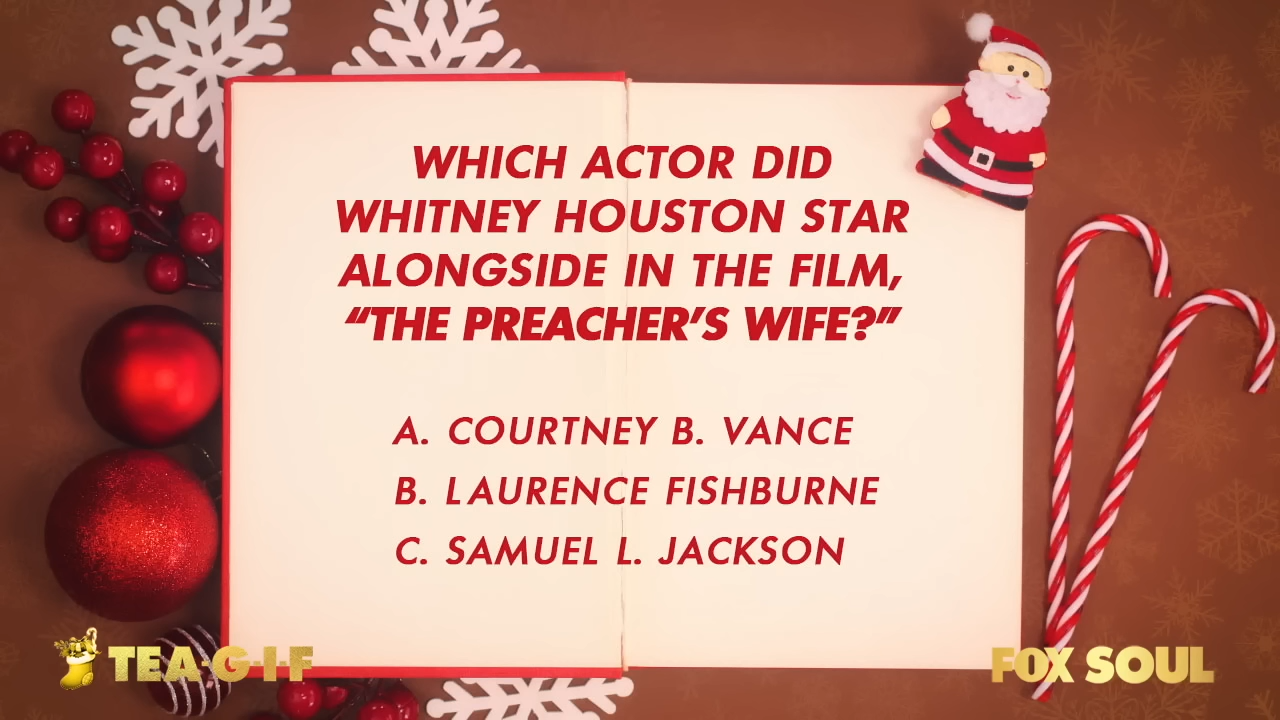 WHICH ACTOR DID
WHITNEY HOUSTON STAR
ALONGSIDE IN THE FILM,
“THE PREACHER’S WIFE?”
A. COURTNEY B. VANCE
B. LAURENCE FISHBURNE
C. SAMUEL L. JACKSON
TEA·G·I·F
FOX SOUL